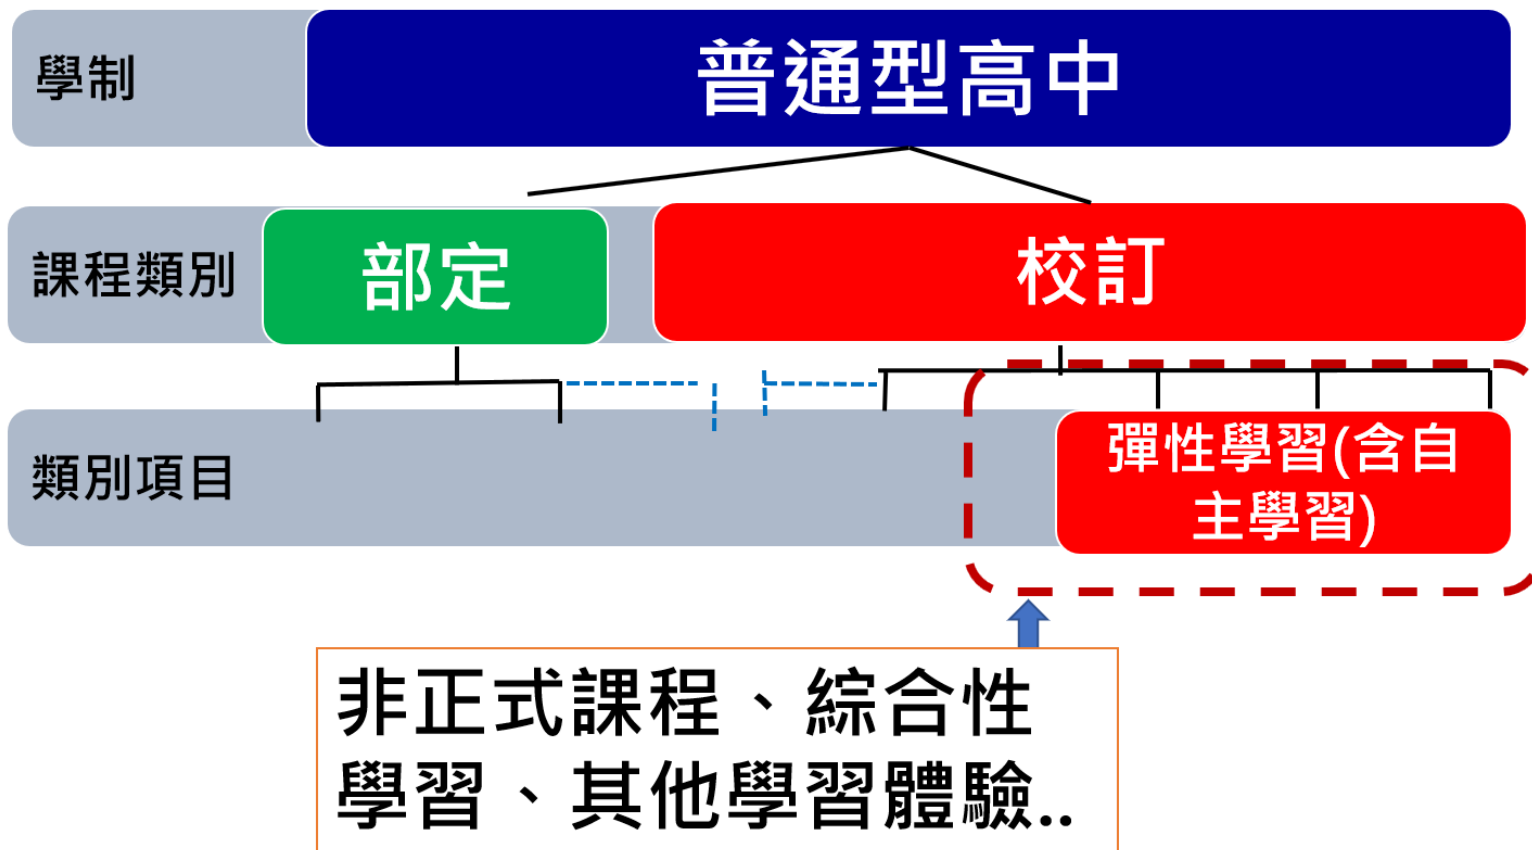 學制
普通型高中
課程類別
部定
校訂
類別項目
彈性學習(含自
主學習)
非正式課程、綜合性
學習、其他學習體驗..